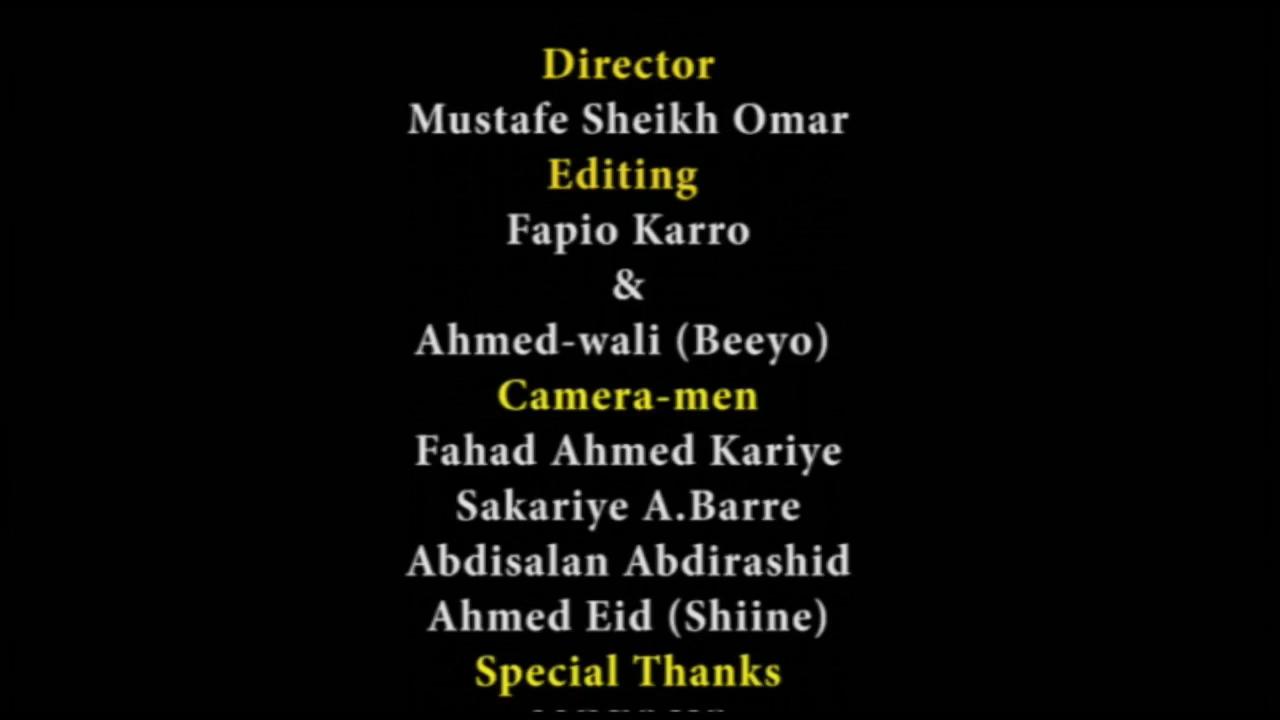 Director
Mustafe Sheikh Omar
Editing
Fapio Karro
&
Ahmed-wali (Beeyo)
Camera-men
Fahad Ahmed Kariye
Sakariye A.Barre
Abdisalan Abdirashid
Ahmed Eid (Shiine)
Special Thanks